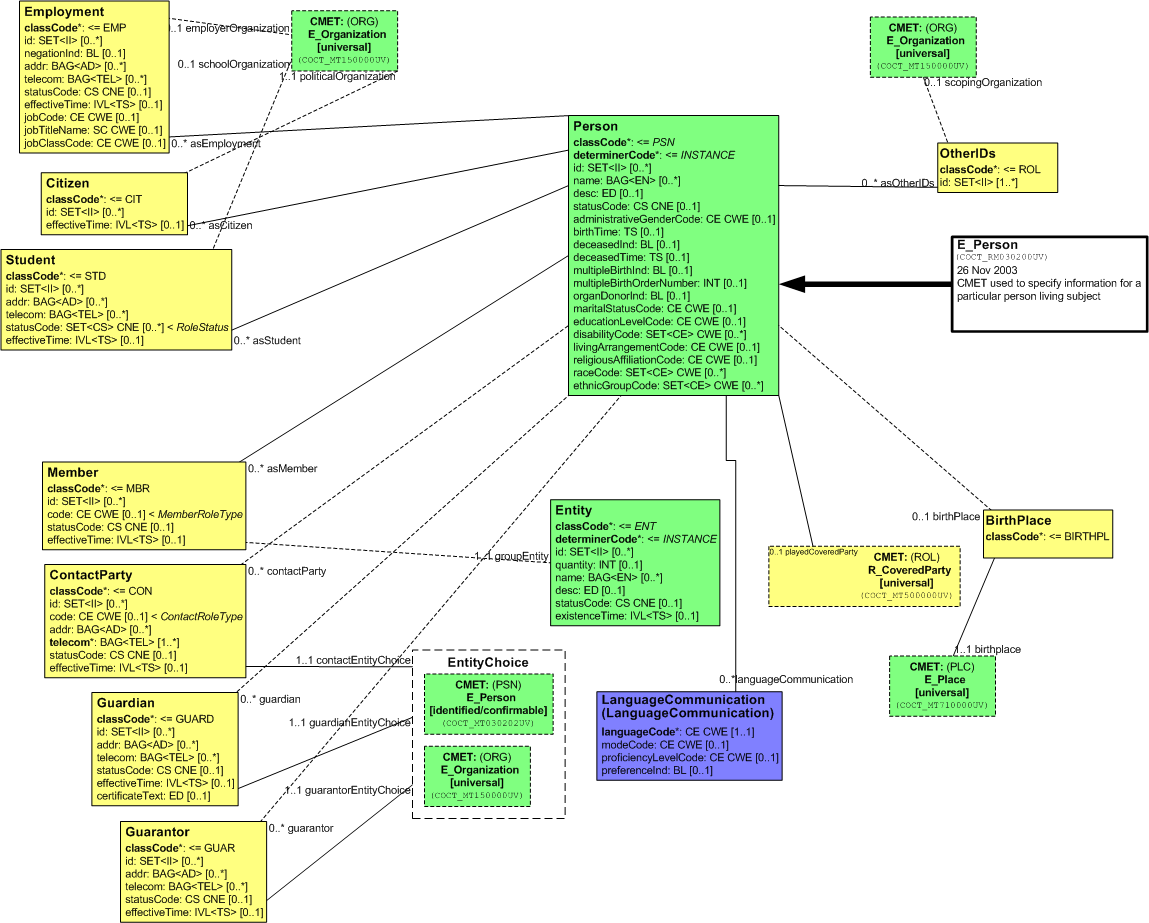 Employment
classCode*: <= EMP
id: SET<II> [0..*]
negationInd: BL [0..1]
addr: BAG<AD> [0..*]
telecom: BAG<TEL> [0..*]
statusCode: CS CNE [0..1]
effectiveTime: IVL<TS> [0..1]
jobCode: CE CWE [0..1]
jobTitleName: SC CWE [0..1]
jobClassCode: CE CWE [0..1]
0..1 employerOrganization
0..1 schoolOrganization
1..1 politicalOrganization
CMET: (ORG)
E_Organization
[universal]
(COCT_MT150000UV)
CMET: (ORG)
E_Organization
[universal]
(COCT_MT150000UV)
0..1 scopingOrganization
0..* asEmployment
Citizen
classCode*: <= CIT
id: SET<II> [0..*]
effectiveTime: IVL<TS> [0..1]
0..* asCitizen
Student
classCode*: <= STD
id: SET<II> [0..*]
addr: BAG<AD> [0..*]
telecom: BAG<TEL> [0..*]
statusCode: SET<CS> CNE [0..*] < RoleStatus
effectiveTime: IVL<TS> [0..1]
0..* asStudent
Person
classCode*: <= PSN
determinerCode*: <= INSTANCE
id: SET<II> [0..*]
name: BAG<EN> [0..*]
desc: ED [0..1]
statusCode: CS CNE [0..1]
administrativeGenderCode: CE CWE [0..1]
birthTime: TS [0..1]
deceasedInd: BL [0..1]
deceasedTime: TS [0..1]
multipleBirthInd: BL [0..1]
multipleBirthOrderNumber: INT [0..1]
organDonorInd: BL [0..1]
maritalStatusCode: CE CWE [0..1]
educationLevelCode: CE CWE [0..1]
disabilityCode: SET<CE> CWE [0..*]
livingArrangementCode: CE CWE [0..1]
religiousAffiliationCode: CE CWE [0..1]
raceCode: SET<CE> CWE [0..*]
ethnicGroupCode: SET<CE> CWE [0..*]
0..* asOtherIDs
OtherIDs
classCode*: <= ROL
id: SET<II> [1..*]
E_Person
(COCT_RM030200UV)
26 Nov 2003
CMET used to specify information for a
particular person living subject
Member
classCode*: <= MBR
id: SET<II> [0..*]
code: CE CWE [0..1] < MemberRoleType
statusCode: CS CNE [0..1]
effectiveTime: IVL<TS> [0..1]
0..* asMember
1..1 groupEntity
Entity
classCode*: <= ENT
determinerCode*: <= INSTANCE
id: SET<II> [0..*]
quantity: INT [0..1]
name: BAG<EN> [0..*]
desc: ED [0..1]
statusCode: CS CNE [0..1]
existenceTime: IVL<TS> [0..1]
0..1 playedCoveredParty
CMET: (ROL)
R_CoveredParty
[universal]
(COCT_MT500000UV)
0..1 birthPlace
BirthPlace
classCode*: <= BIRTHPL
1..1 birthplace
CMET: (PLC)
E_Place
[universal]
(COCT_MT710000UV)
ContactParty
classCode*: <= CON
id: SET<II> [0..*]
code: CE CWE [0..1] < ContactRoleType
addr: BAG<AD> [0..*]
telecom*: BAG<TEL> [1..*]
statusCode: CS CNE [0..1]
effectiveTime: IVL<TS> [0..1]
0..* contactParty
1..1 contactEntityChoice
EntityChoice
CMET: (PSN)
E_Person
[identified/confirmable]
(COCT_MT030202UV)
CMET: (ORG)
E_Organization
[universal]
(COCT_MT150000UV)
0..* languageCommunication
LanguageCommunication
(LanguageCommunication)
languageCode*: CE CWE [1..1]
modeCode: CE CWE [0..1]
proficiencyLevelCode: CE CWE [0..1]
preferenceInd: BL [0..1]
Guardian
classCode*: <= GUARD
id: SET<II> [0..*]
addr: BAG<AD> [0..*]
telecom: BAG<TEL> [0..*]
statusCode: CS CNE [0..1]
effectiveTime: IVL<TS> [0..1]
certificateText: ED [0..1]
0..* guardian
1..1 guardianEntityChoice
1..1 guarantorEntityChoice
Guarantor
classCode*: <= GUAR
id: SET<II> [0..*]
addr: BAG<AD> [0..*]
telecom: BAG<TEL> [0..*]
statusCode: CS CNE [0..1]
effectiveTime: IVL<TS> [0..1]
0..* guarantor